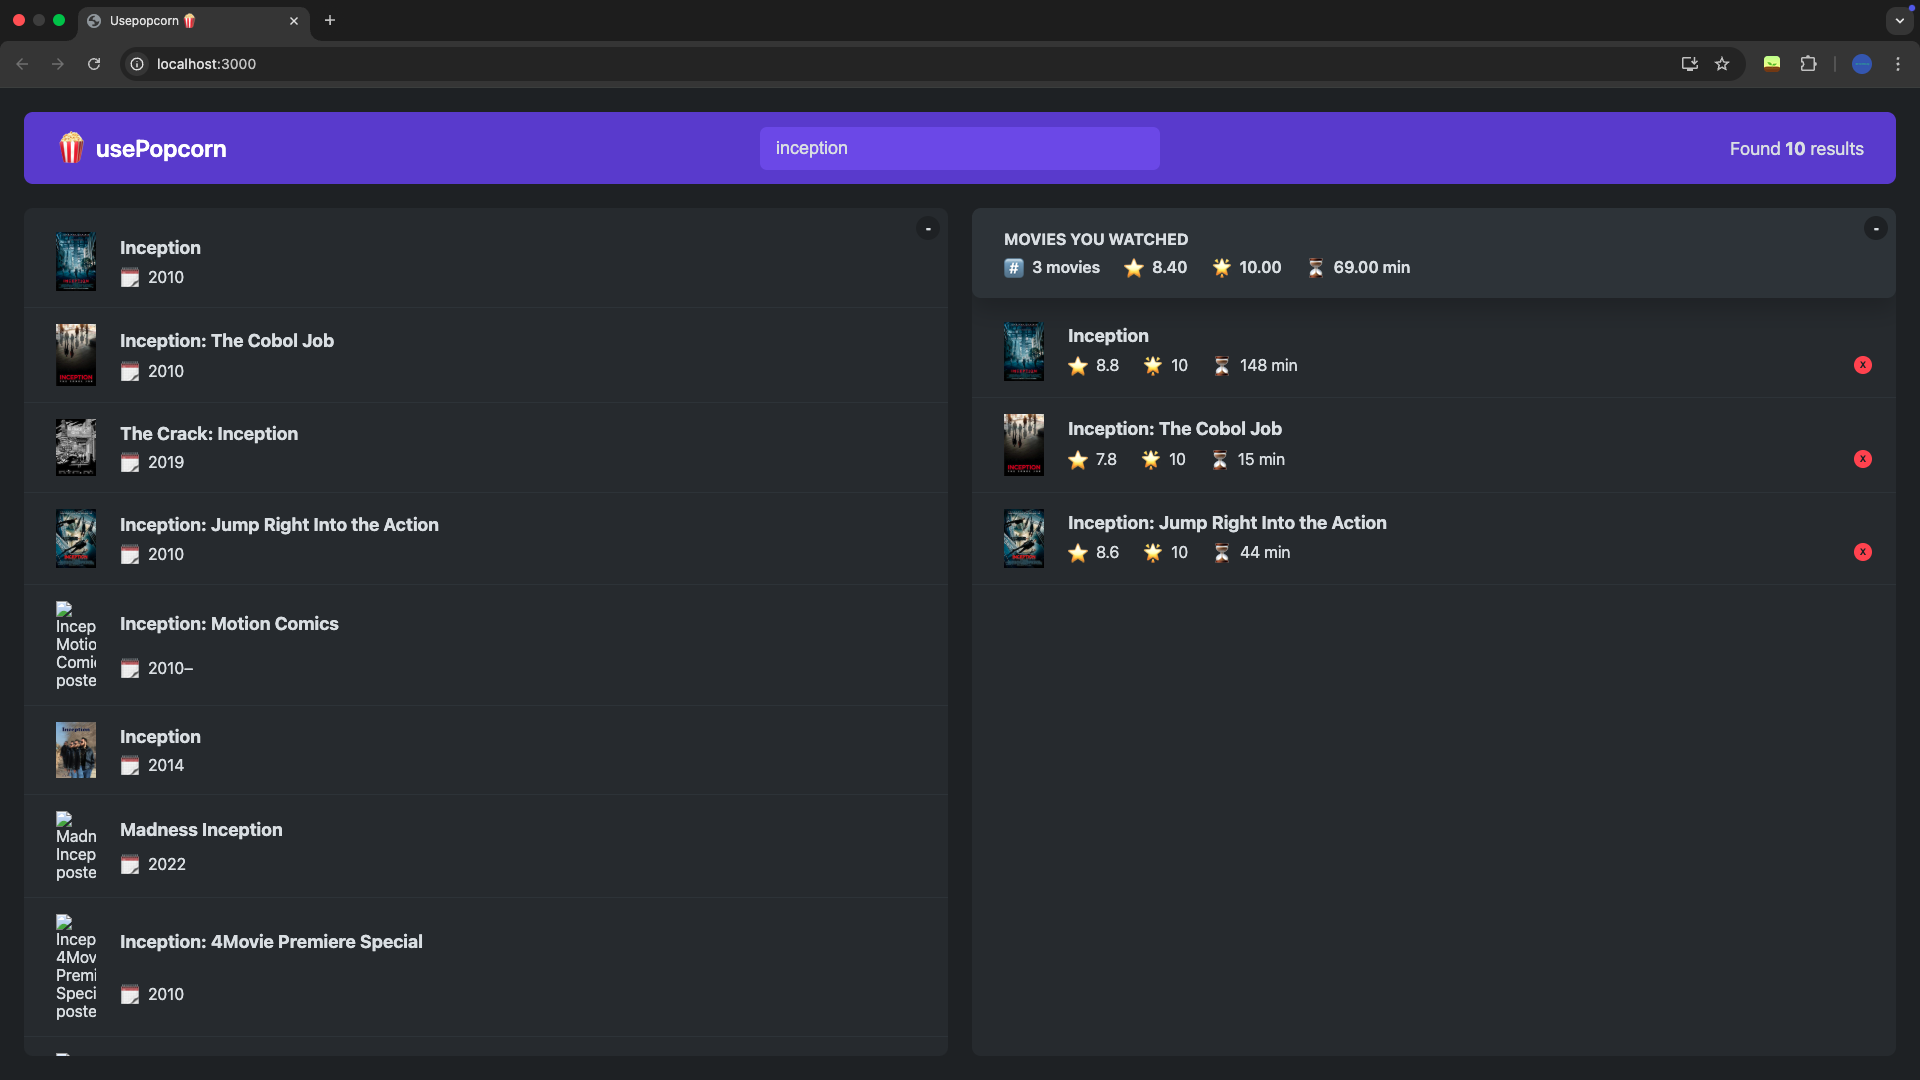 Usepopcorn 🍿
localhost:3000
🍿 usePopcorn
inception
Found 10 results
-
Inception
2010
Inception: The Cobol Job
2010
The Crack: Inception
2019
Inception: Jump Right Into the Action
2010
Incep
Motio
Comi
poste
Inception: Motion Comics
2010–
Inception
2014
Madn
Incep
poste
Madness Inception
2022
Incep
4Mov
Premi
Speci
poste
Inception: 4Movie Premiere Special
2010
-
MOVIES YOU WATCHED
#️⃣ 3 movies ⭐️ 8.40 🌟 10.00 ⏳ 69.00 min
Inception
⭐️ 8.8 🌟 10 ⏳ 148 min
x
Inception: The Cobol Job
⭐️ 7.8 🌟 10 ⏳ 15 min
x
Inception: Jump Right Into the Action
⭐️ 8.6 🌟 10 ⏳ 44 min
x